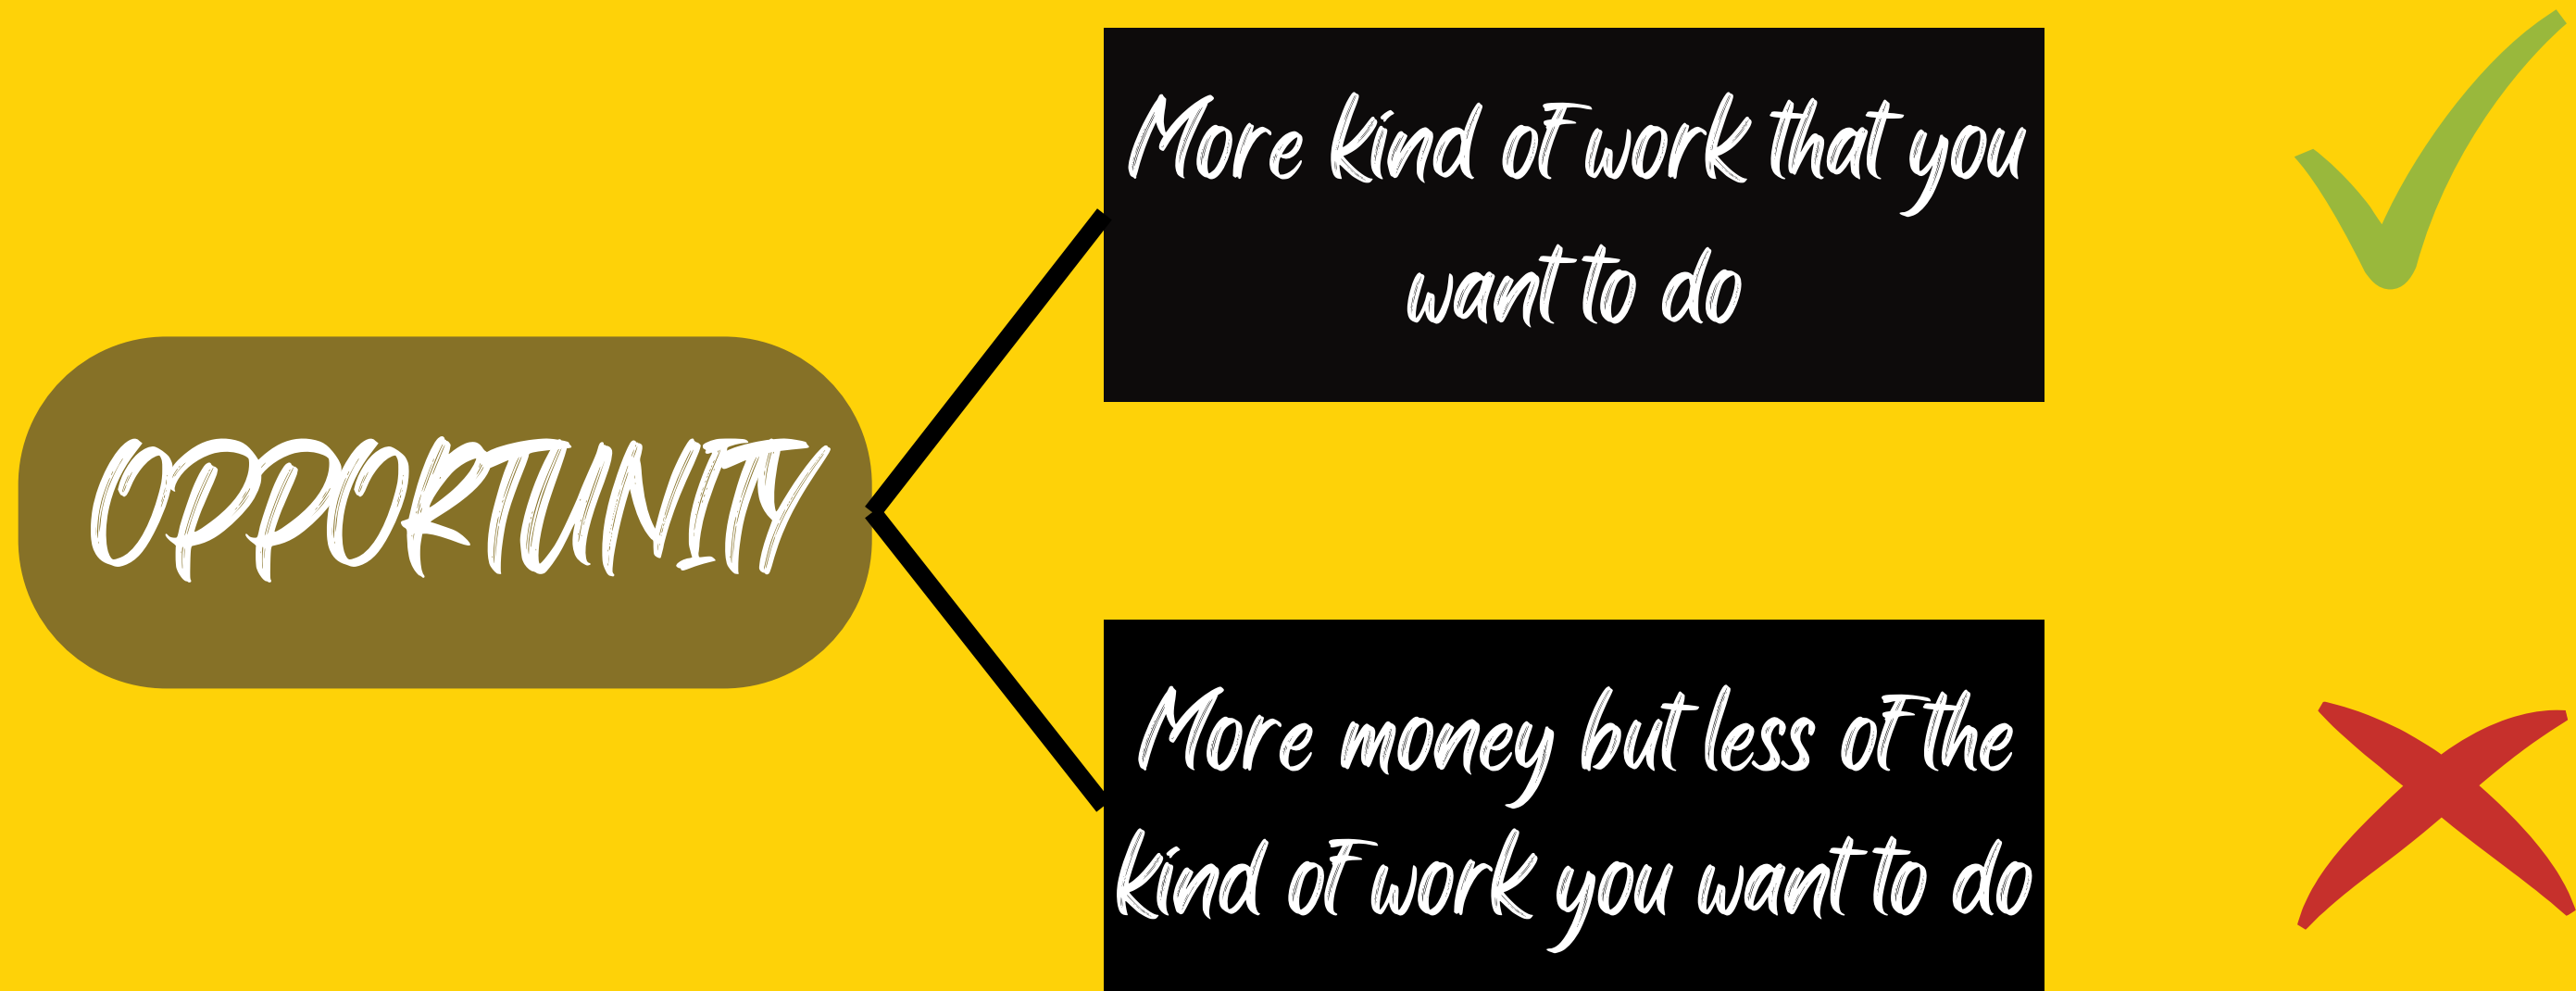 More kind of work that you
want to do
OPPORTUNITY
More money but less of the
kind of work you want to do